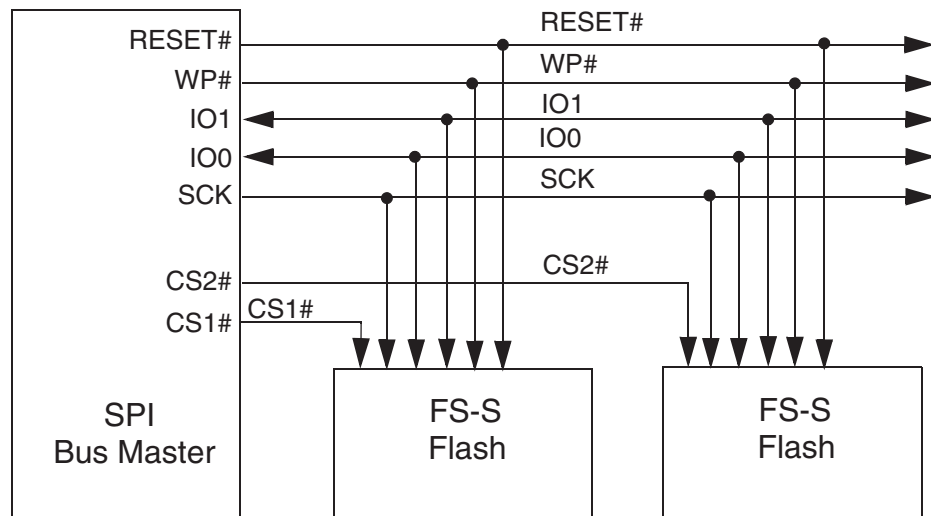 RESET# RESET#
WP# WP#
IO1 IO1
IO0 IO0
SCK SCK
CS2# CS2#
CS1# CS1#
SPI
Bus Master
FS-S
Flash
FS-S
Flash